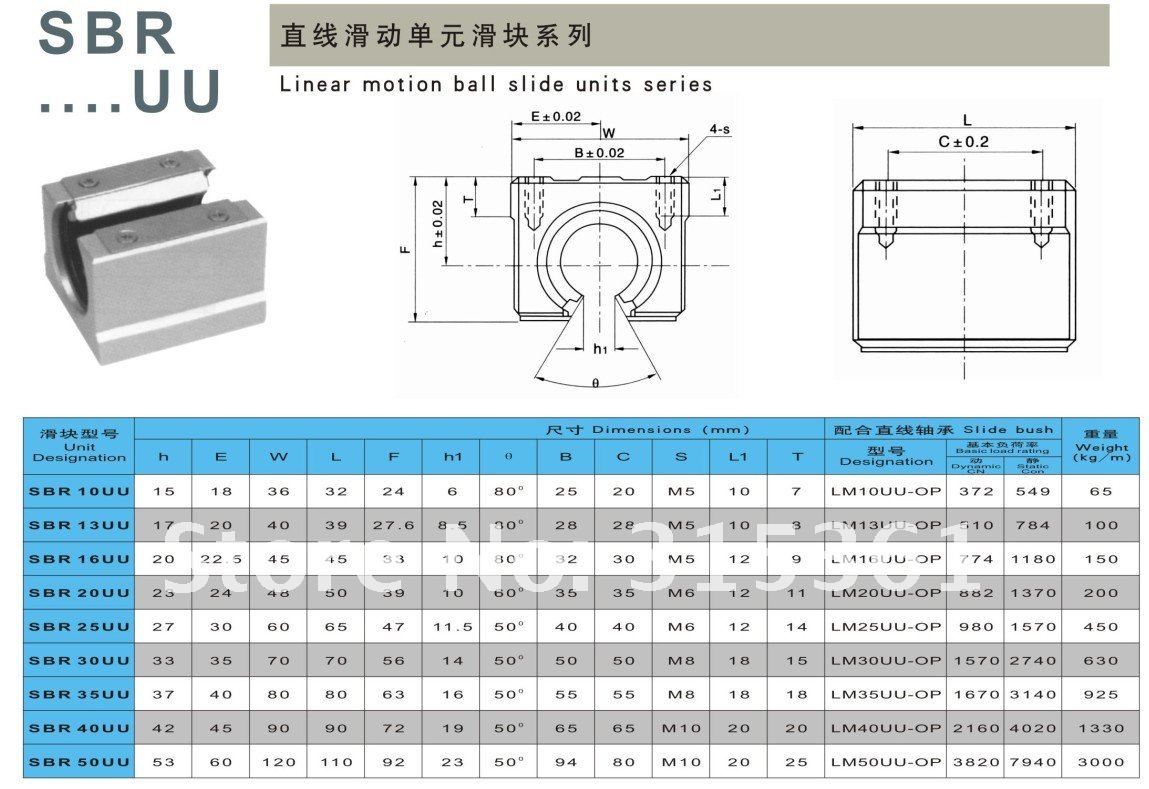 SBR
....UU
直线滑动单元滑块系列
Linear motion ball slide units series
E±0.02
W
B±0.02
4-s
T
h±0.02
F
L1
h1
θ
L
C±0.2
滑块型号 Unit Designation
尺寸 Dimensions (mm)
配合直线轴承 Slide bush
重量 Weight (kg/m)
h E W L F h1 θ B C S L1 T
型号 Designation
基本负荷率 Basic load rating
动 Dynamic CN
静 Static Con
SBR 10UU 15 18 36 32 24 6 80° 25 20 M5 10 7 LM10UU-OP 372 549 65
SBR 13UU 17 20 40 39 27.6 8.5 80° 28 28 M5 10 LM13UU-OP 510 784 100
SBR 16UU 20 22.5 45 45 33 10 80° 32 30 M5 12 9 LM16UU-OP 774 1180 150
SBR 20UU 23 24 48 50 39 10 60° 35 35 M6 12 11 LM20UU-OP 882 1370 200
SBR 25UU 27 30 60 65 47 11.5 50° 40 40 M6 12 14 LM25UU-OP 980 1570 450
SBR 30UU 33 35 70 70 56 14 50° 50 50 M8 18 15 LM30UU-OP 1570 2740 630
SBR 35UU 37 40 80 80 63 16 50° 55 55 M8 18 18 LM35UU-OP 1670 3140 925
SBR 40UU 42 45 90 90 72 19 50° 65 65 M10 20 20 LM40UU-OP 2160 4020 1330
SBR 50UU 53 60 120 110 92 23 50° 94 80 M10 20 25 LM50UU-OP 3820 7940 3000
Store No: 315361